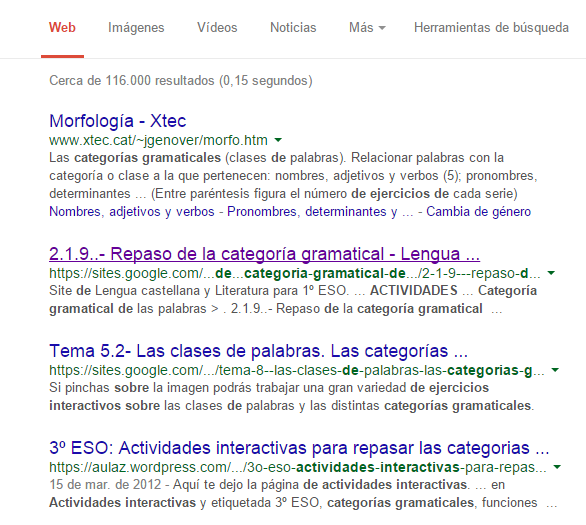 Web Imágenes Vídeos Noticias Más Herramientas de búsqueda
Cerca de 116.000 resultados (0,15 segundos)
Morfología - Xtec
www.xtec.cat/~jgenover/morfo.htm
Las categorías gramaticales (clases de palabras). Relacionar palabras con la
categoría o clase a la que pertenecen: nombres, adjetivos y verbos (5); pronombres,
determinantes ... (Entre paréntesis figura el número de ejercicios de cada serie)
Nombres, adjetivos y verbos - Pronombres, determinantes y ... - Cambia de género
2.1.9..- Repaso de la categoría gramatical - Lengua ...
https://sites.google.com/...de...categoria-gramatical-de.../2-1-9---repaso-d...
Site de Lengua castellana y Literatura para 1º ESO. ... ACTIVIDADES ... Categoría
gramatical de las palabras > . 2.1.9..- Repaso de la categoría gramatical ...
Tema 5.2- Las clases de palabras. Las categorías ...
https://sites.google.com/.../tema-8--las-clases-de-palabras-las-categorias-g...
Si pinchas sobre la imagen podrás trabajar una gran variedad de ejercicios
interactivos sobre las clases de palabras y las distintas categorías gramaticales.
3º ESO: Actividades interactivas para repasar las categorias ...
https://aulaz.wordpress.com/.../3o-eso-actividades-interactivas-para-repas...
15 de mar. de 2012 - Aquí te dejo la página de actividades interactivas. ... en
Actividades interactivas y etiquetada 3º ESO, categorías gramaticales, funciones ...